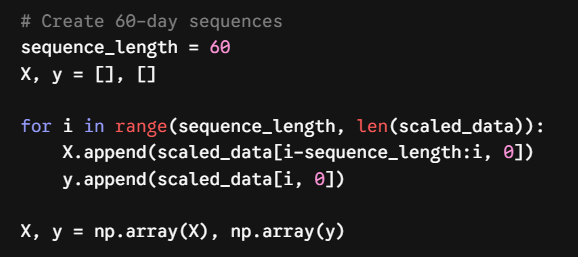 # Create 60-day sequences
sequence_length = 60
X, y = [], []
for i in range(sequence_length, len(scaled_data)):
    X.append(scaled_data[i-sequence_length:i, 0])
    y.append(scaled_data[i, 0])
X, y = np.array(X), np.array(y)